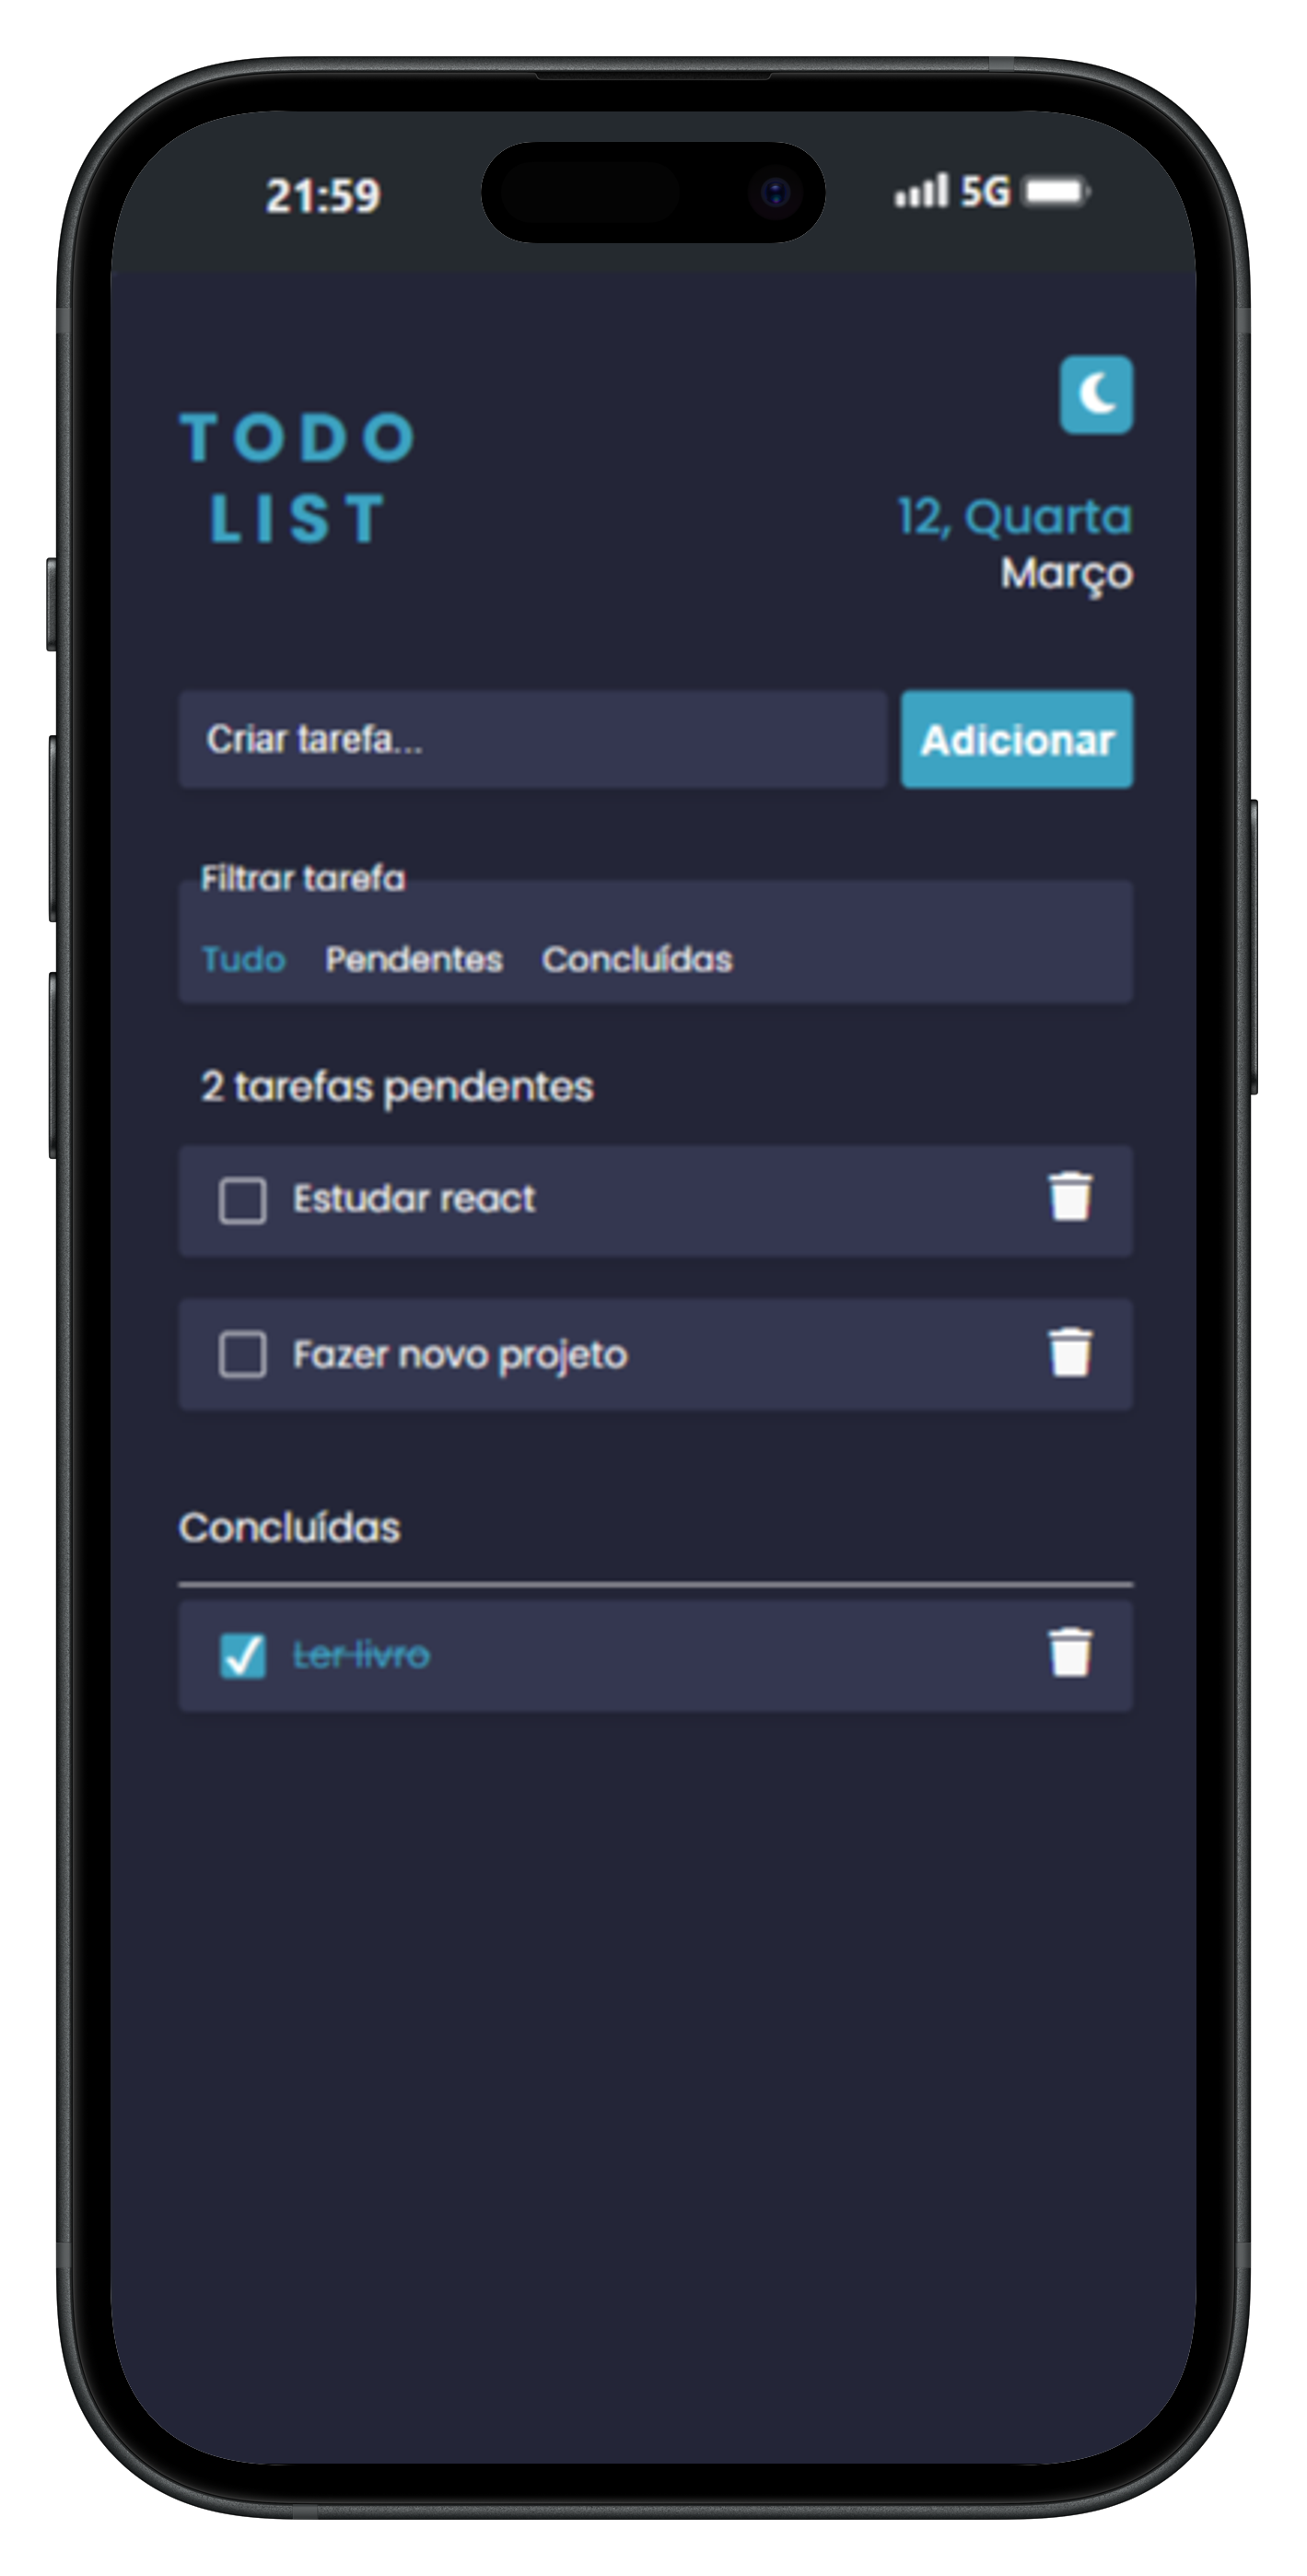 21:59
5G
TODO
LIST
12, Quarta
Março
Criar tarefa...
Adicionar
Filtrar tarefa
Tudo Pendentes Concluídas
2 tarefas pendentes
Estudar react
Fazer novo projeto
Concluídas
Ler livro